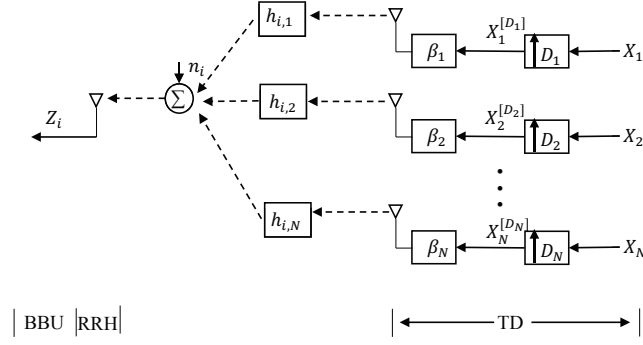 h_{i,1} β_1 X_1^{[D_1]} D_1 X_1
n_i
Σ
Z_i
h_{i,2} β_2 X_2^{[D_2]} D_2 X_2
h_{i,N} β_N X_N^{[D_N]} D_N X_N
BBU RRH TD